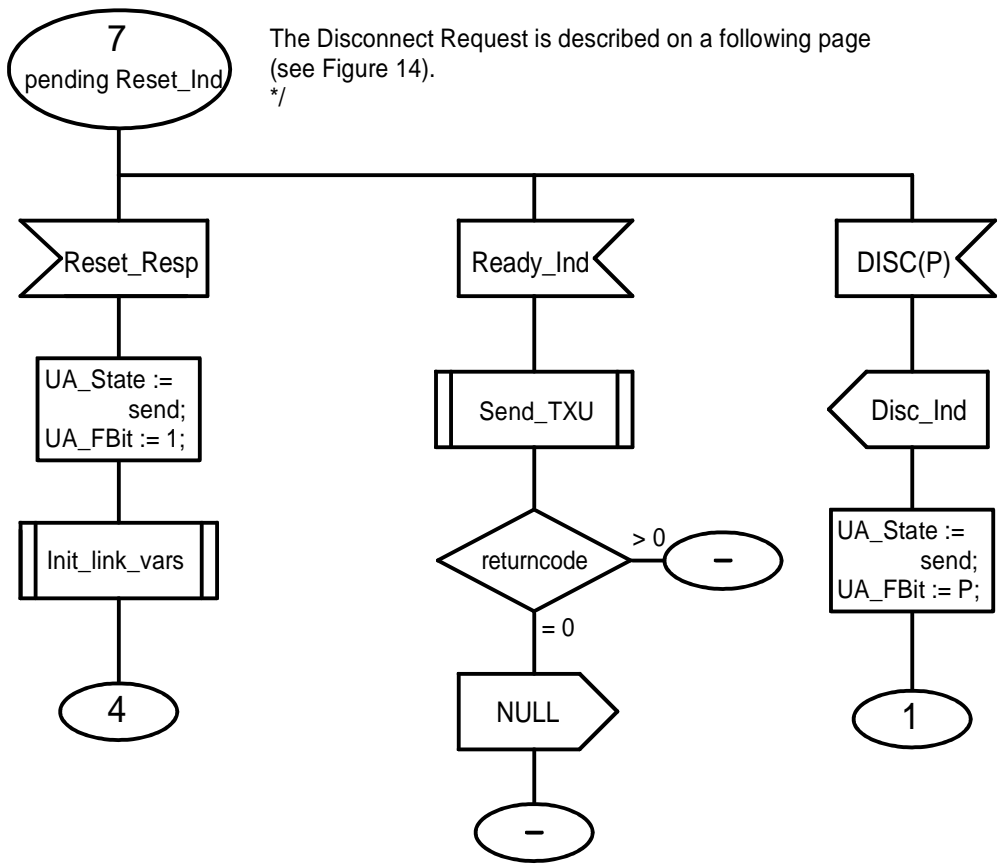 7
pending Reset_Ind
The Disconnect Request is described on a following page
(see Figure 14).
*/
Reset_Resp
Ready_Ind
DISC(P)
UA_State :=
send;
UA_FBit := 1;
Send_TXU
Disc_Ind
Init_link_vars
returncode
> 0
–
= 0
UA_State :=
send;
UA_FBit := P;
4
NULL
1
–